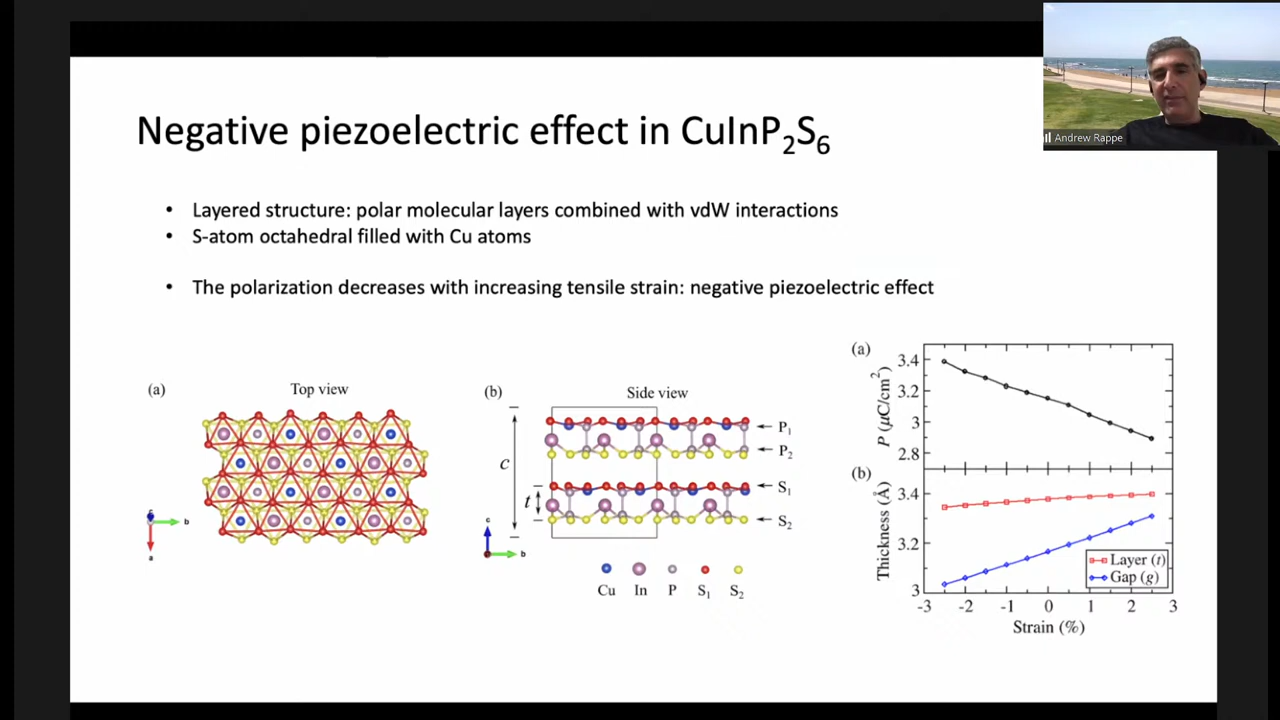 Andrew Rappe
Negative piezoelectric effect in CuInP₂S₆
• Layered structure: polar molecular layers combined with vdW interactions
• S-atom octahedral filled with Cu atoms
• The polarization decreases with increasing tensile strain: negative piezoelectric effect
(a)
Top view
c
b
a
(b)
Side view
c
t
P₁
P₂
S₁
S₂
c
b
Cu In P S₁ S₂
(a)
P (μC/cm²)
3.4
3.2
3
2.8
(b)
Thickness (Å)
3.4
3.2
3
Layer (t)
Gap (g)
-3 -2 -1 0 1 2 3
Strain (%)